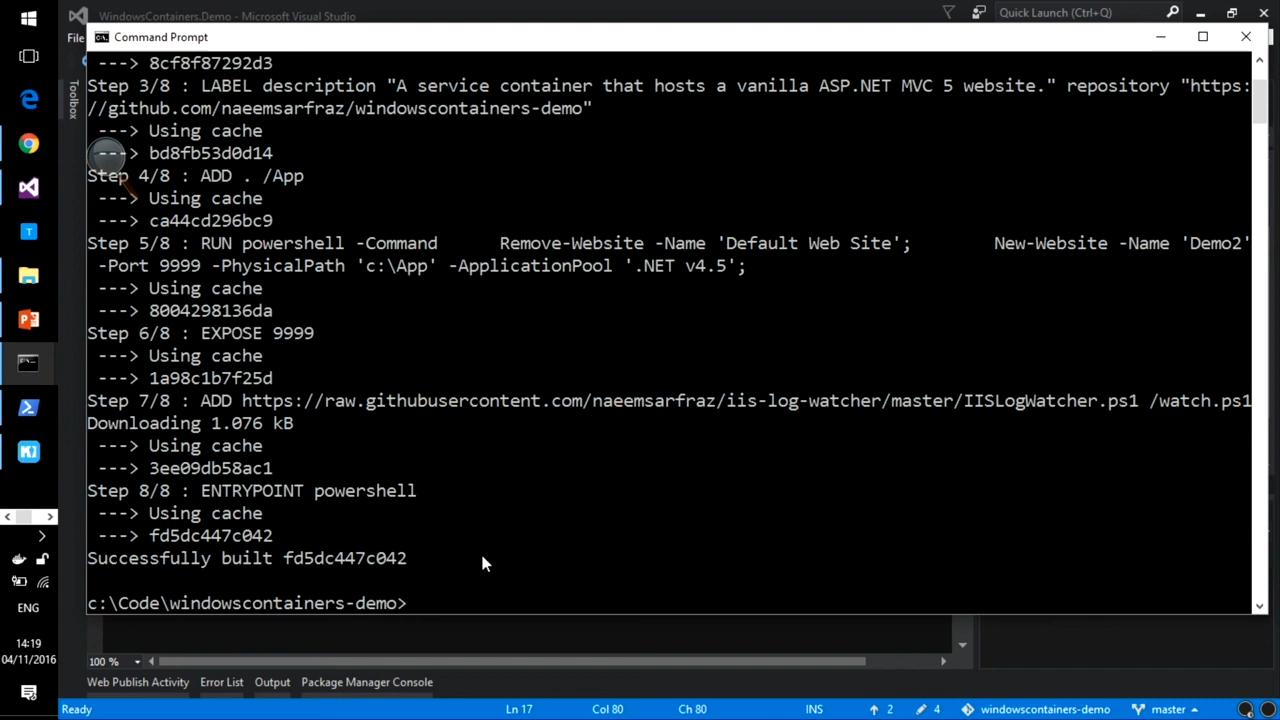 WindowsContainers.Demo - Microsoft Visual Studio
Quick Launch (Ctrl+Q)
File
Command Prompt
Toolbox
---> 8cf8f87292d3
Step 3/8 : LABEL description "A service container that hosts a vanilla ASP.NET MVC 5 website." repository "https:
//github.com/naeemsarfraz/windowscontainers-demo"
---> Using cache
---> bd8fb53d0d14
Step 4/8 : ADD . /App
---> Using cache
---> ca44cd296bc9
Step 5/8 : RUN powershell -Command Remove-Website -Name 'Default Web Site'; New-Website -Name 'Demo2'
-Port 9999 -PhysicalPath 'c:\App' -ApplicationPool '.NET v4.5';
---> Using cache
---> 8004298136da
Step 6/8 : EXPOSE 9999
---> Using cache
---> 1a98c1b7f25d
Step 7/8 : ADD https://raw.githubusercontent.com/naeemsarfraz/iis-log-watcher/master/IISLogWatcher.ps1 /watch.ps1
Downloading 1.076 kB
---> Using cache
---> 3ee09db58ac1
Step 8/8 : ENTRYPOINT powershell
---> Using cache
---> fd5dc447c042
Successfully built fd5dc447c042
c:\Code\windowscontainers-demo>
ENG
14:19
04/11/2016
100 %
Web Publish Activity Error List Output Package Manager Console
Ready Ln 17 Col 80 Ch 80 INS 2 4 windowscontainers-demo master